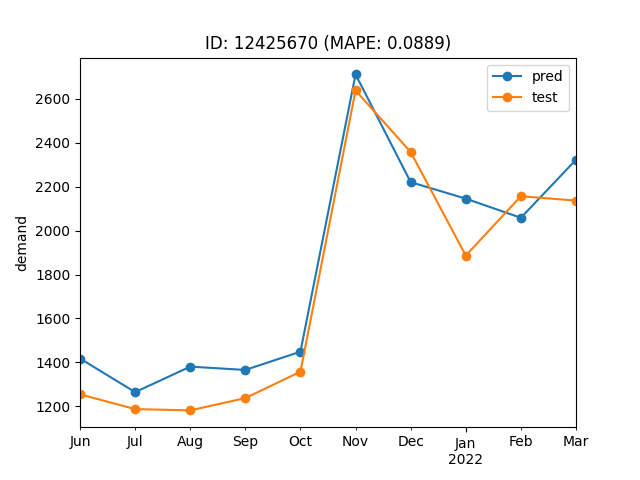 ID: 12425670 (MAPE: 0.0889)
pred
test
demand
2600
2400
2200
2000
1800
1600
1400
1200
Jun Jul Aug Sep Oct Nov Dec Jan Feb Mar
2022